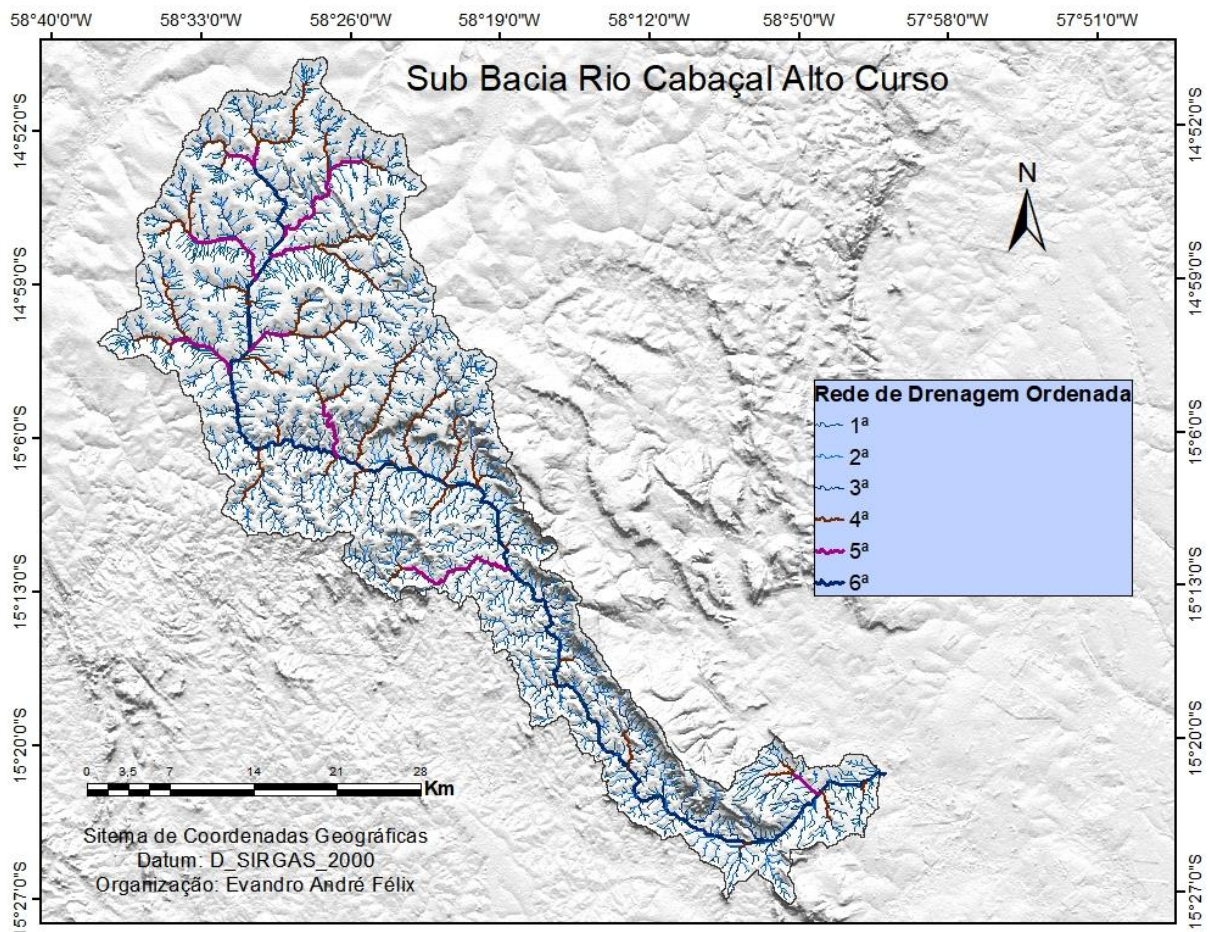 58°40'0"W 58°33'0"W 58°26'0"W 58°19'0"W 58°12'0"W 58°5'0"W 57°58'0"W 57°51'0"W
Sub Bacia Rio Cabaçal Alto Curso
14°52'0"S 14°52'0"S
N
14°59'0"S 14°59'0"S
Rede de Drenagem Ordenada
1ª
2ª
3ª
4ª
5ª
6ª
15°6'0"S 15°6'0"S
15°13'0"S 15°13'0"S
15°20'0"S 15°20'0"S
0 3,5 7 14 21 28
Km
Sitema de Coordenadas Geográficas
Datum: D_SIRGAS_2000
Organização: Evandro André Félix
15°27'0"S 15°27'0"S